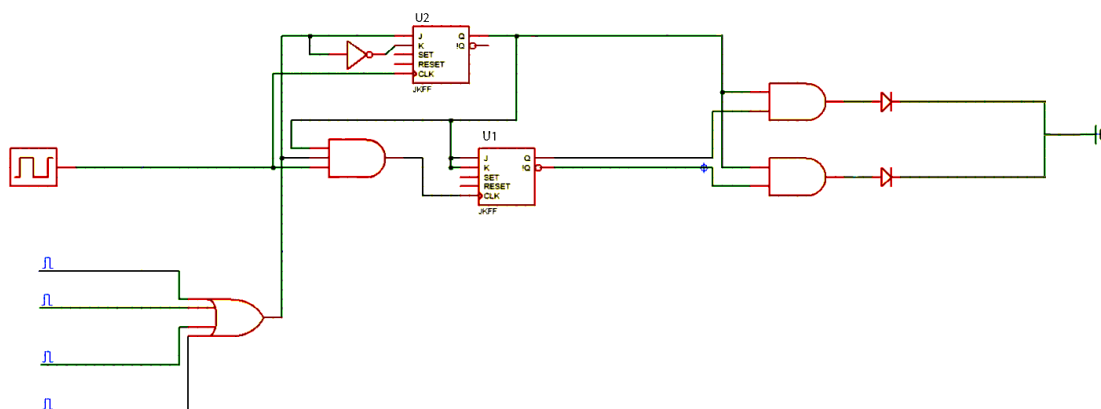 U2
J Q
K !Q
SET
RESET
CLK
JKFF
U1
J Q
K !Q
SET
RESET
CLK
JKFF